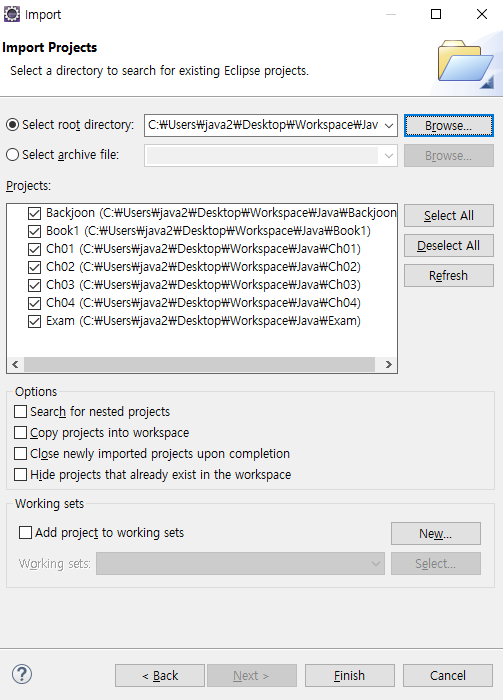 Import
Import Projects
Select a directory to search for existing Eclipse projects.
Select root directory:
C:₩Users₩java2₩Desktop₩Workspace₩Jav
Browse...
Select archive file:
Browse...
Projects:
Backjoon (C:₩Users₩java2₩Desktop₩Workspace₩Java₩Backjoon
Book1 (C:₩Users₩java2₩Desktop₩Workspace₩Java₩Book1)
Ch01 (C:₩Users₩java2₩Desktop₩Workspace₩Java₩Ch01)
Ch02 (C:₩Users₩java2₩Desktop₩Workspace₩Java₩Ch02)
Ch03 (C:₩Users₩java2₩Desktop₩Workspace₩Java₩Ch03)
Ch04 (C:₩Users₩java2₩Desktop₩Workspace₩Java₩Ch04)
Exam (C:₩Users₩java2₩Desktop₩Workspace₩Java₩Exam)
Select All
Deselect All
Refresh
Options
Search for nested projects
Copy projects into workspace
Close newly imported projects upon completion
Hide projects that already exist in the workspace
Working sets
Add project to working sets
New...
Working sets:
Select...
?
< Back
Next >
Finish
Cancel